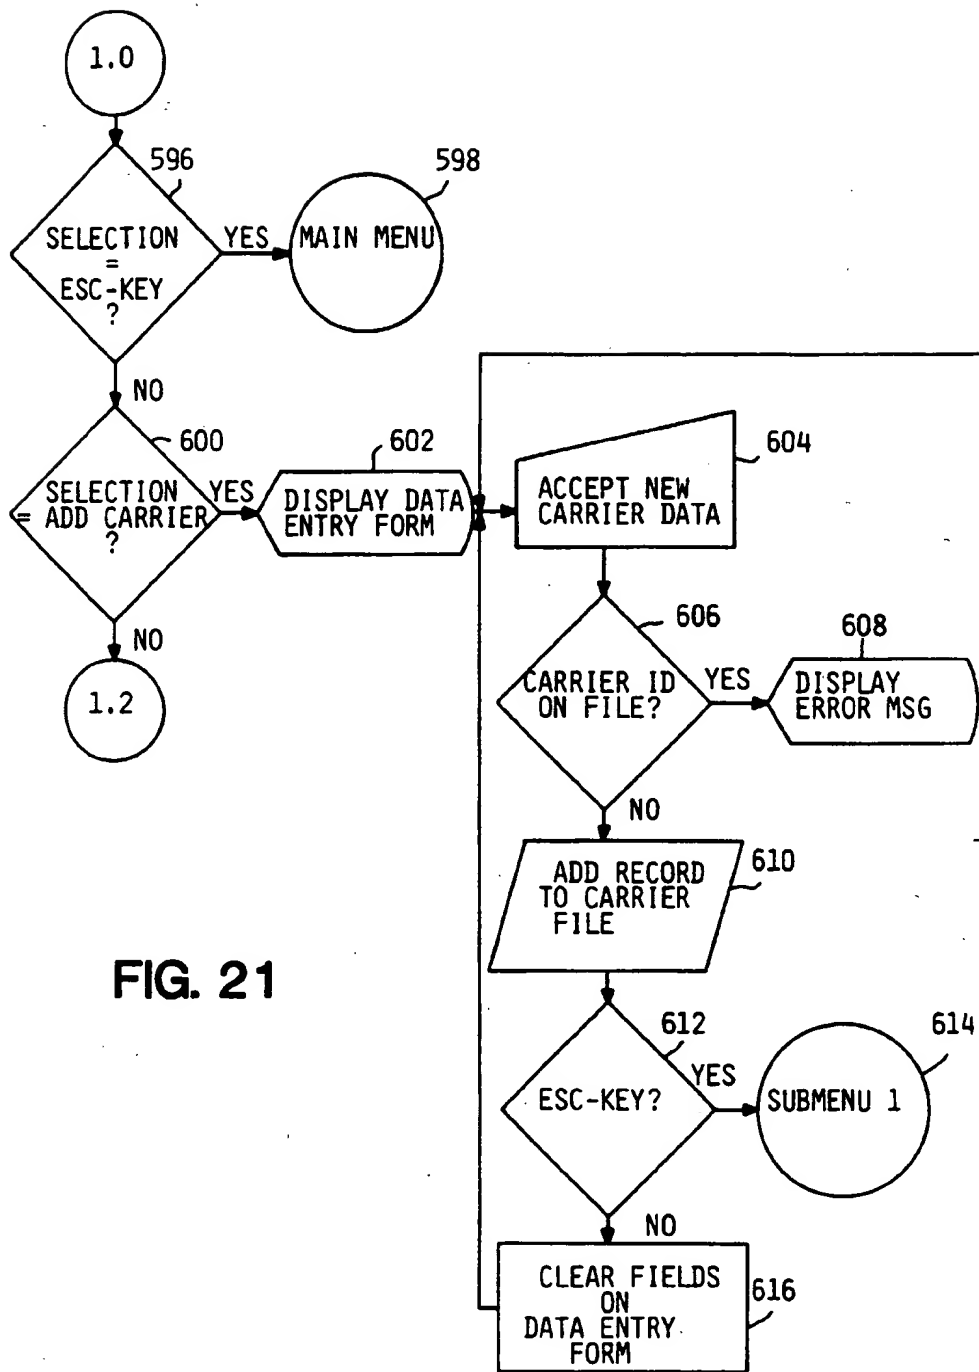 1.0
596
SELECTION
=
ESC-KEY
?
YES
MAIN MENU
598
NO
600
SELECTION
= ADD CARRIER
?
YES
602
DISPLAY DATA
ENTRY FORM
604
ACCEPT NEW
CARRIER DATA
NO
1.2
606
CARRIER ID
ON FILE?
YES
608
DISPLAY
ERROR MSG
NO
610
ADD RECORD
TO CARRIER
FILE
612
ESC-KEY?
YES
614
SUBMENU 1
NO
CLEAR FIELDS
ON
DATA ENTRY
FORM
616
FIG. 21